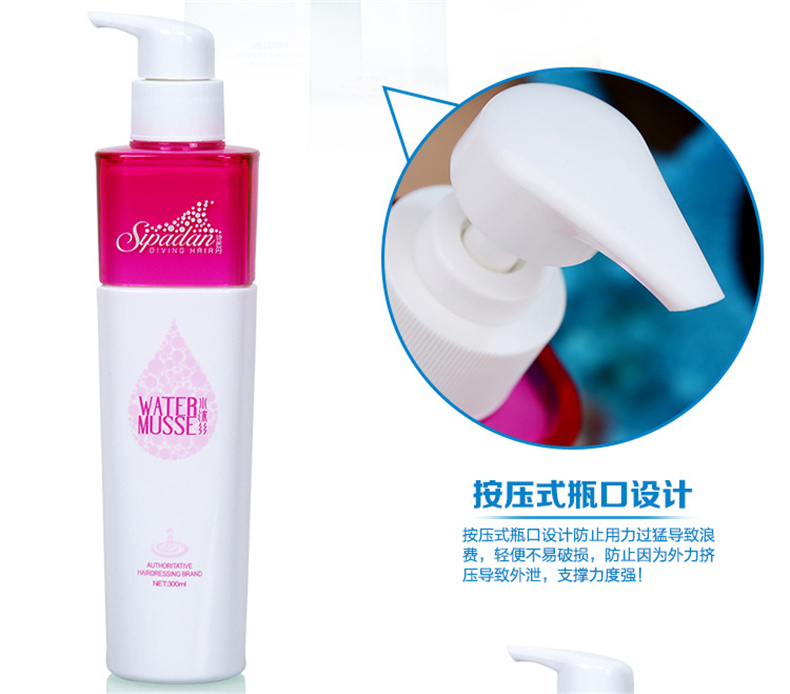 Sipadan
DIVING HAIR
WATER
MUSSE
水漾丝
AUTHORITATIVE
HAIRDRESSING BRAND
NET:300ml
按压式瓶口设计
按压式瓶口设计防止用力过猛导致浪
费，轻便不易破损，防止因为外力挤
压导致外泄，支撑力度强！